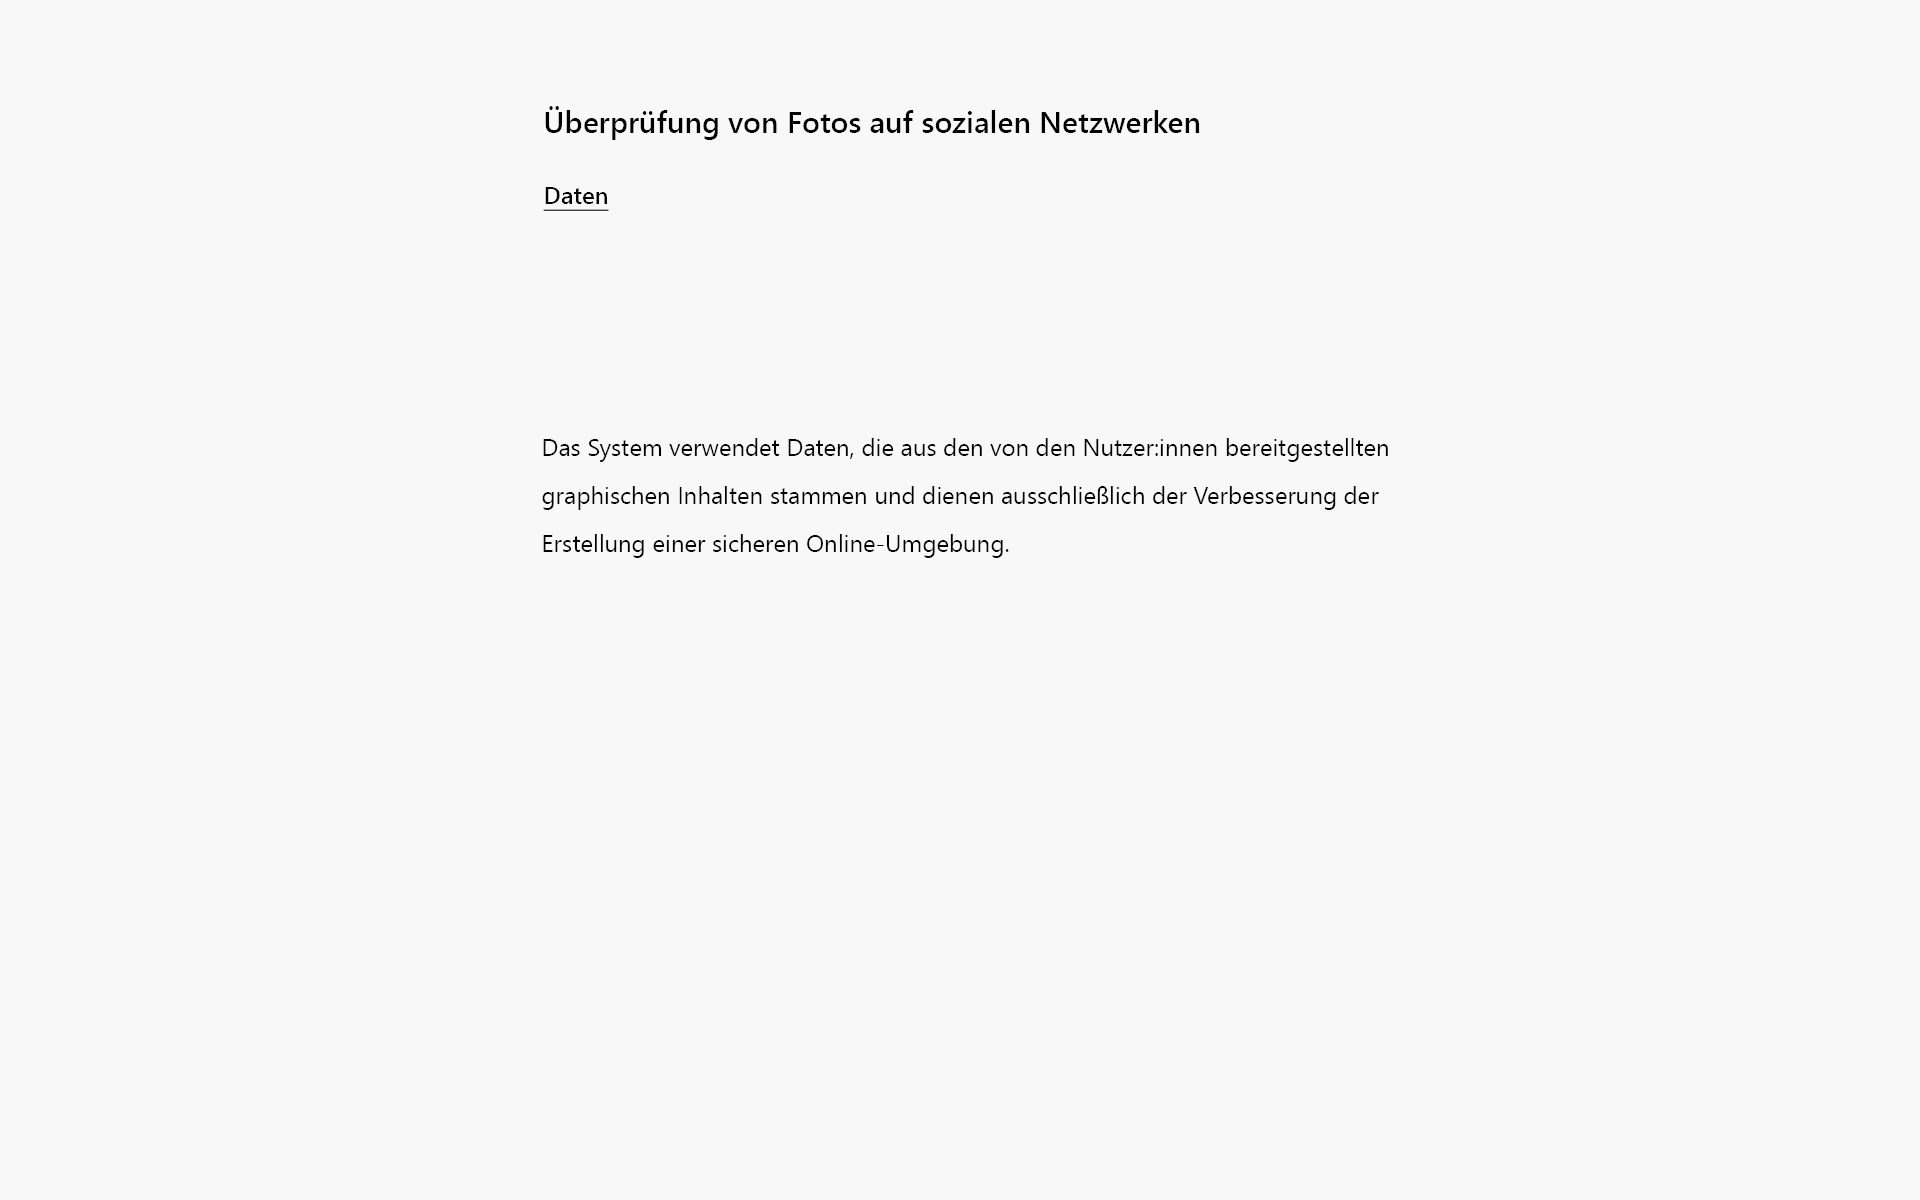 Überprüfung von Fotos auf sozialen Netzwerken
Daten
Das System verwendet Daten, die aus den von den Nutzer:innen bereitgestellten
graphischen Inhalten stammen und dienen ausschließlich der Verbesserung der
Erstellung einer sicheren Online-Umgebung.